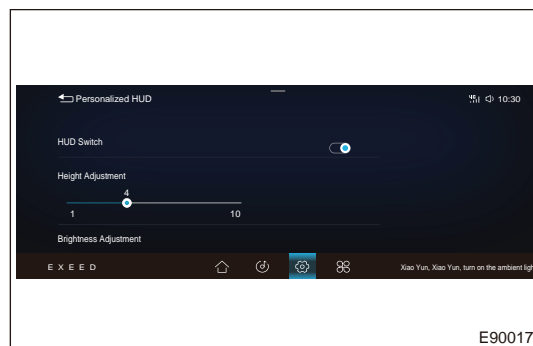 Personalized HUD
10:30
HUD Switch
Height Adjustment
4
1 10
Brightness Adjustment
EXEED
Xiao Yun, Xiao Yun, turn on the ambient ligh
E90017